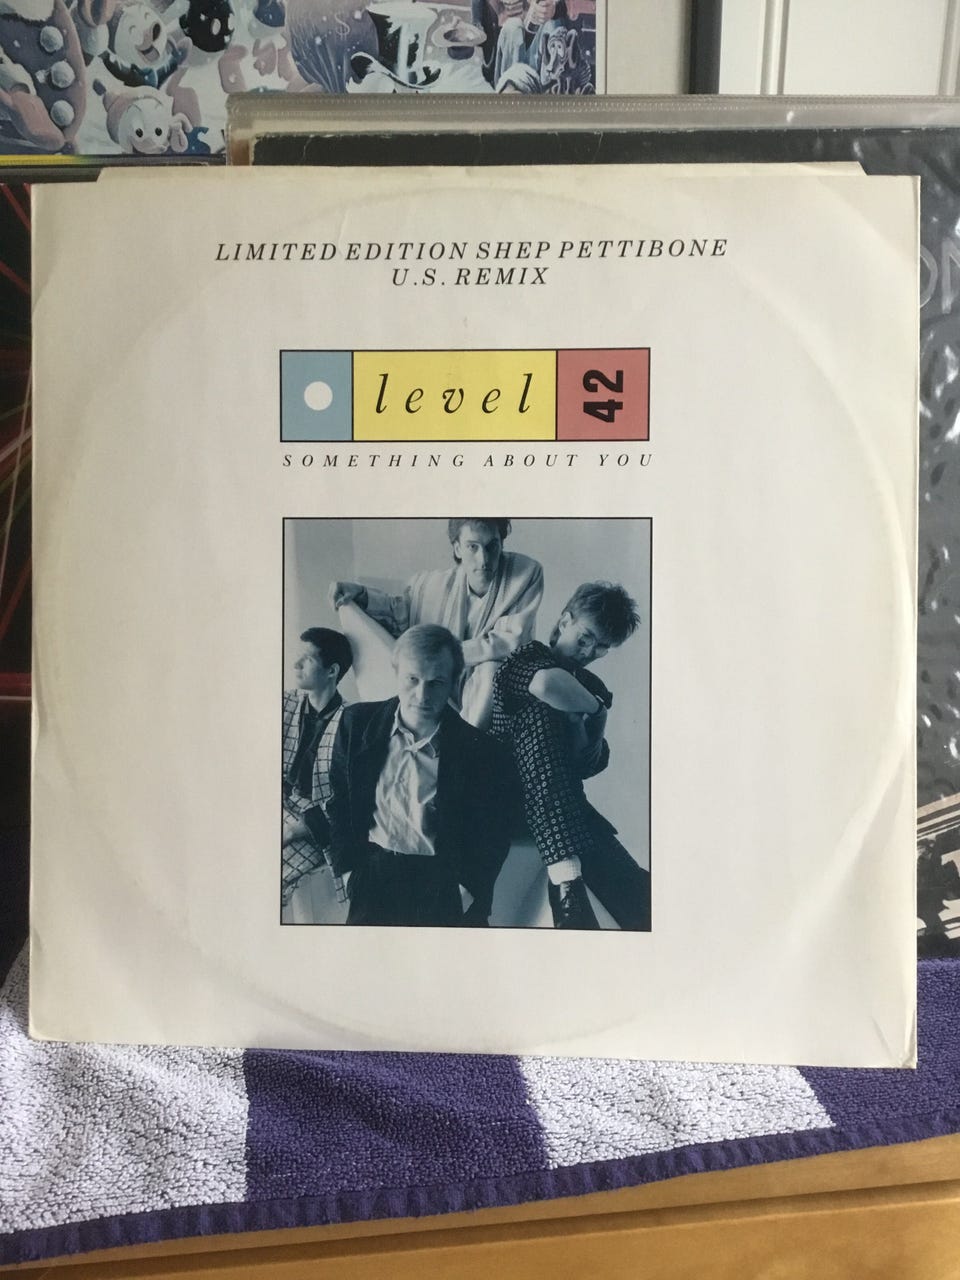 LIMITED EDITION SHEP PETTIBONE
U.S. REMIX
level 42
SOMETHING ABOUT YOU